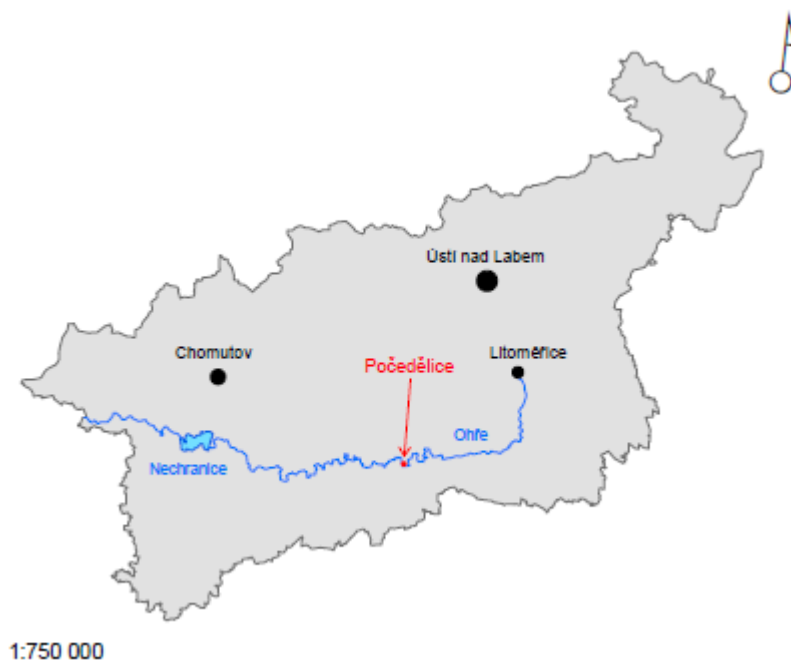 Ústí nad Labem
Chomutov
Litoměřice
Počedělice
Ohře
Nechranice
1:750 000